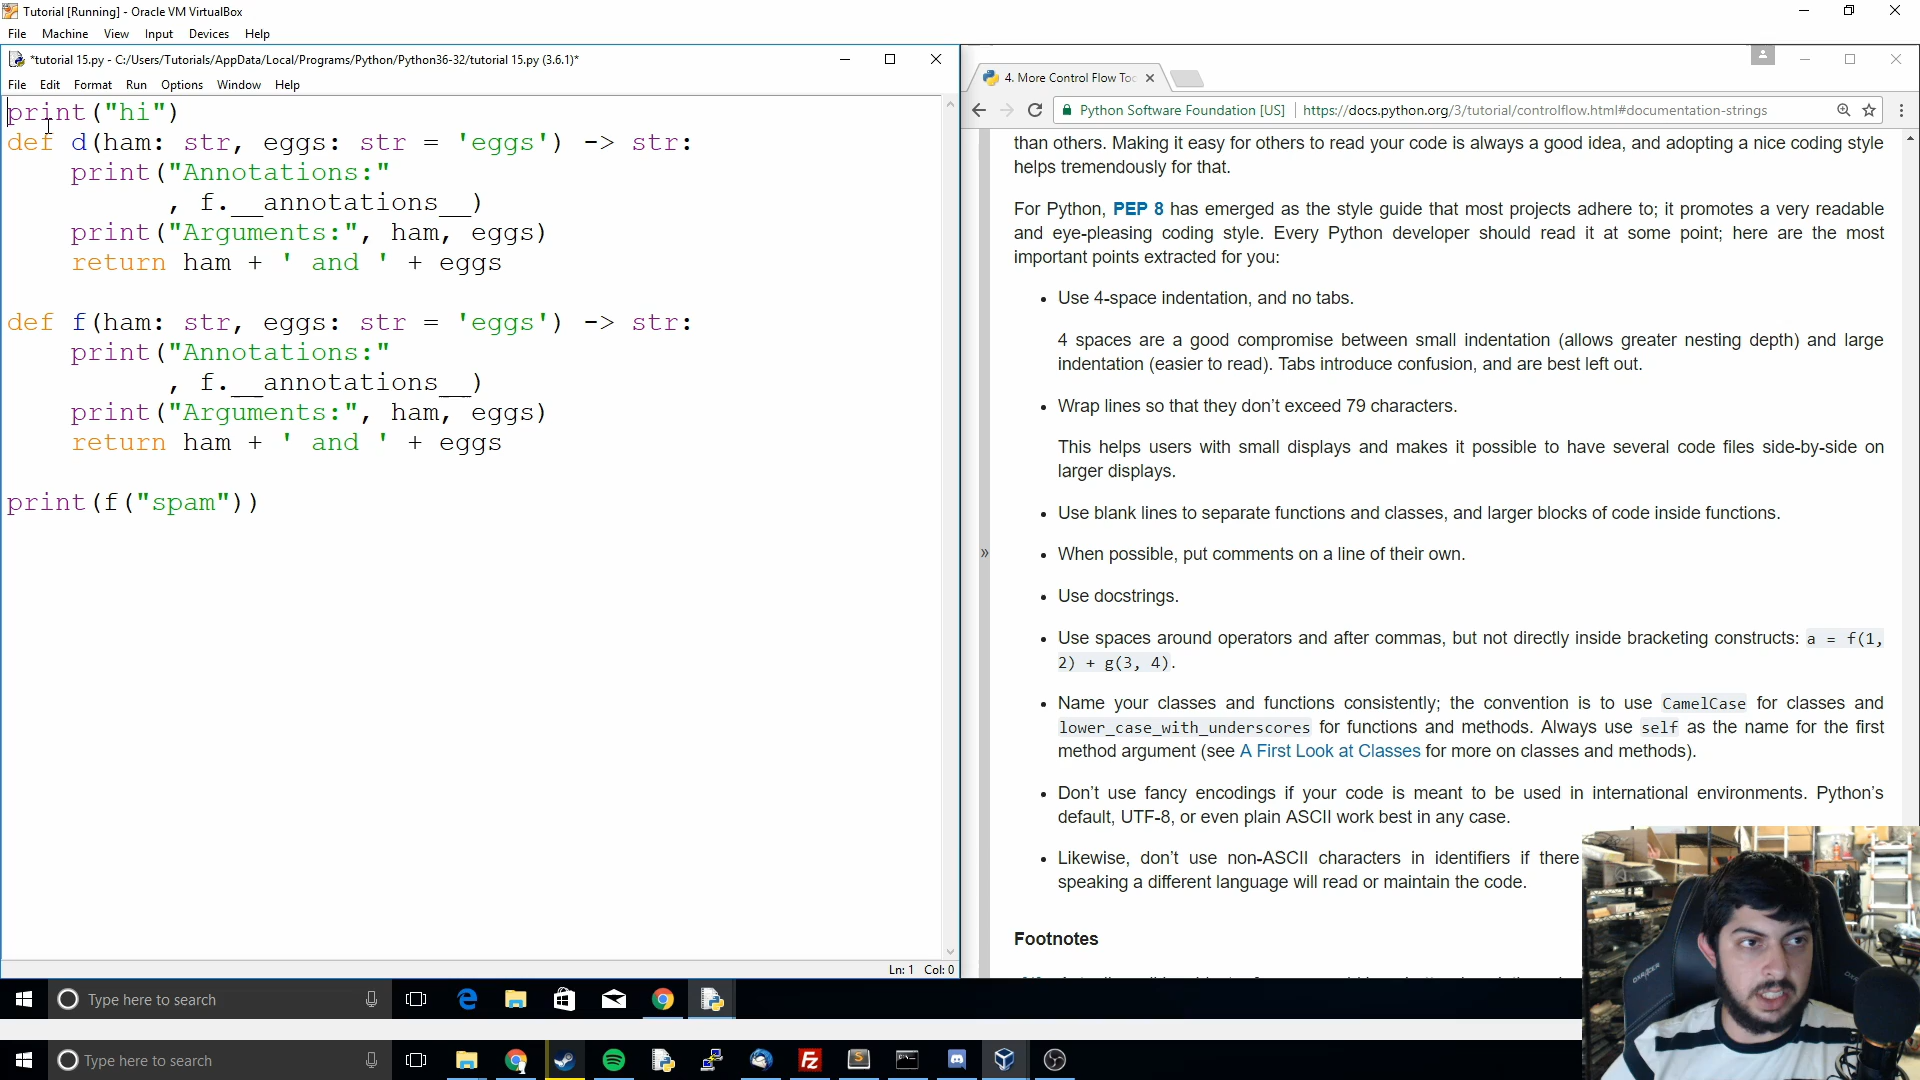 Tutorial [Running] - Oracle VM VirtualBox
File Machine View Input Devices Help
*tutorial 15.py - C:/Users/Tutorials/AppData/Local/Programs/Python/Python36-32/tutorial 15.py (3.6.1)*
File Edit Format Run Options Window Help
print("hi")
def d(ham: str, eggs: str = 'eggs') -> str:
    print("Annotations:"
          , f.__annotations__)
    print("Arguments:", ham, eggs)
    return ham + ' and ' + eggs
def f(ham: str, eggs: str = 'eggs') -> str:
    print("Annotations:"
          , f.__annotations__)
    print("Arguments:", ham, eggs)
    return ham + ' and ' + eggs
print(f("spam"))
Ln: 1 Col: 0
4. More Control Flow Too
Python Software Foundation [US] https://docs.python.org/3/tutorial/controlflow.html#documentation-strings
than others. Making it easy for others to read your code is always a good idea, and adopting a nice coding style
helps tremendously for that.
For Python, PEP 8 has emerged as the style guide that most projects adhere to; it promotes a very readable
and eye-pleasing coding style. Every Python developer should read it at some point; here are the most
important points extracted for you:
• Use 4-space indentation, and no tabs.
4 spaces are a good compromise between small indentation (allows greater nesting depth) and large
indentation (easier to read). Tabs introduce confusion, and are best left out.
• Wrap lines so that they don’t exceed 79 characters.
This helps users with small displays and makes it possible to have several code files side-by-side on
larger displays.
• Use blank lines to separate functions and classes, and larger blocks of code inside functions.
• When possible, put comments on a line of their own.
• Use docstrings.
• Use spaces around operators and after commas, but not directly inside bracketing constructs: a = f(1,
2) + g(3, 4).
• Name your classes and functions consistently; the convention is to use CamelCase for classes and
lower_case_with_underscores for functions and methods. Always use self as the name for the first
method argument (see A First Look at Classes for more on classes and methods).
• Don’t use fancy encodings if your code is meant to be used in international environments. Python’s
default, UTF-8, or even plain ASCII work best in any case.
• Likewise, don’t use non-ASCII characters in identifiers if there
speaking a different language will read or maintain the code.
Footnotes
»
Type here to search
Type here to search